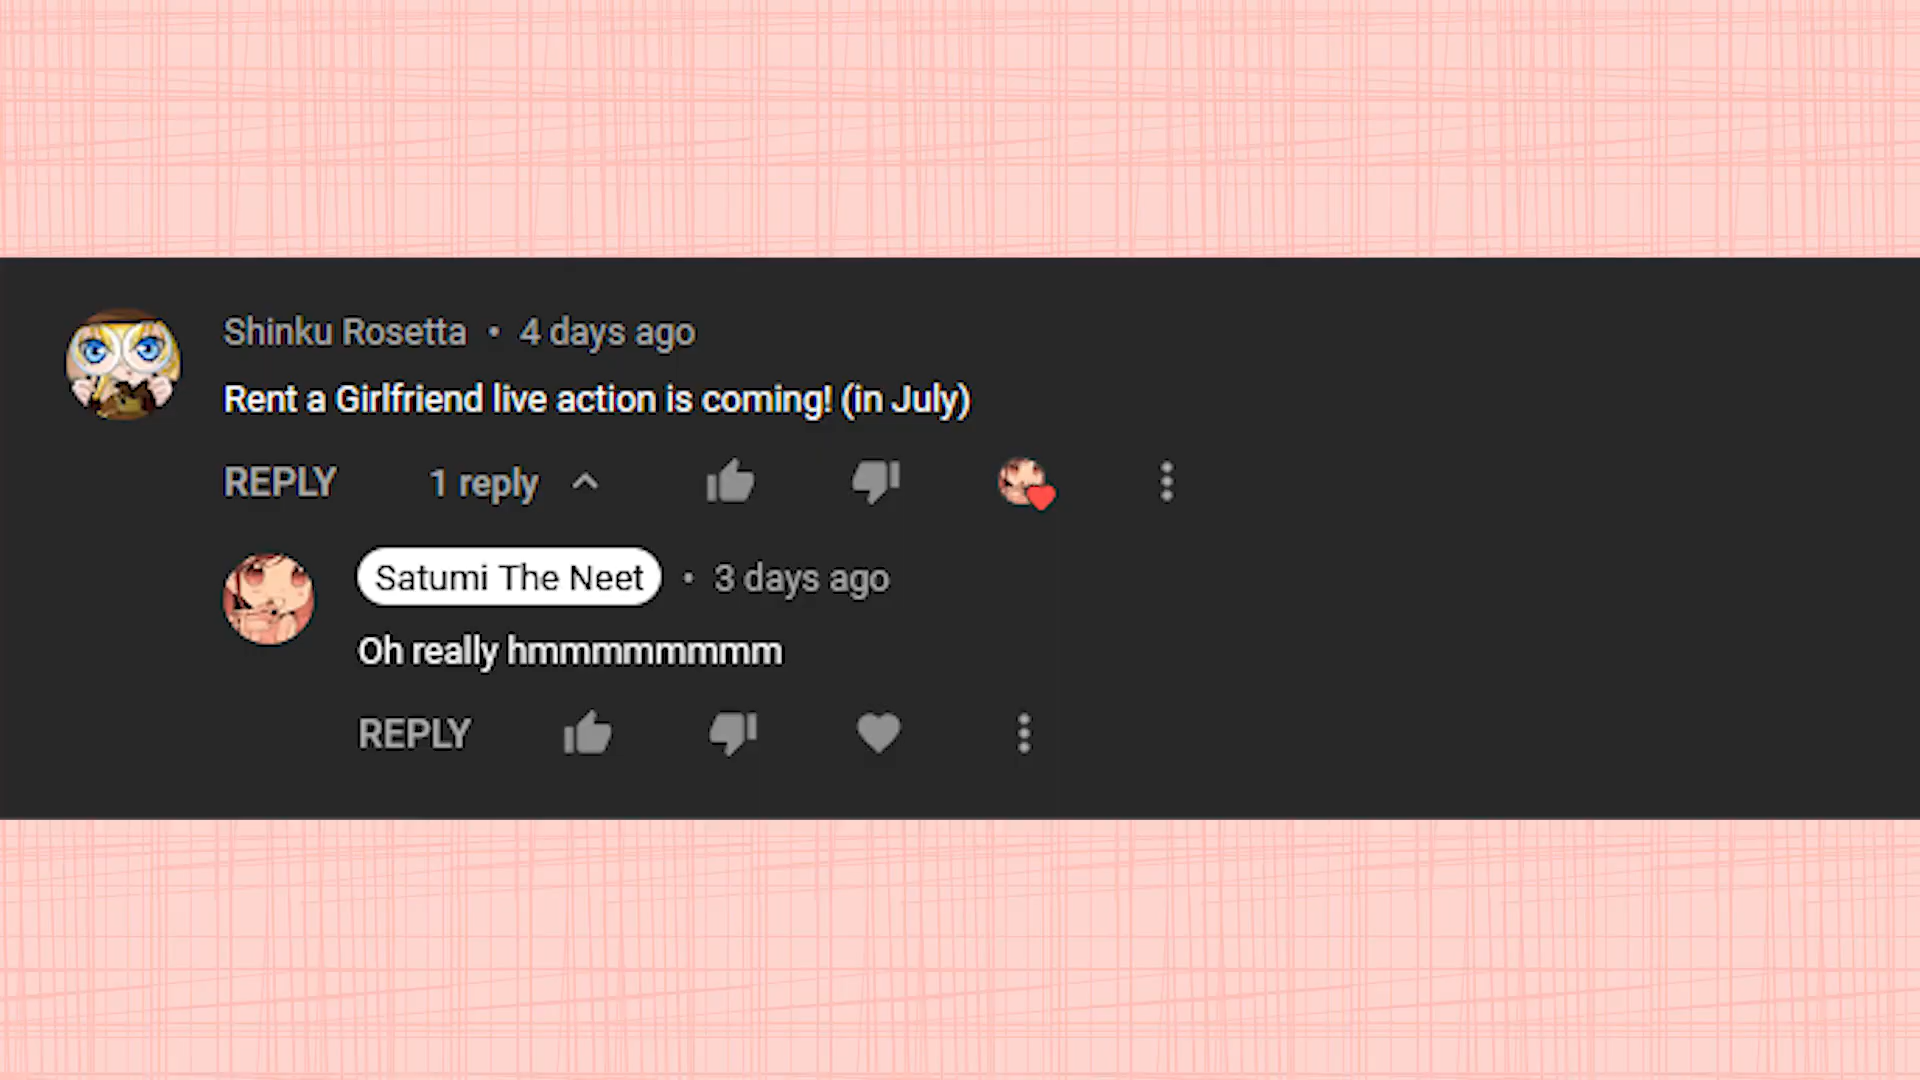 Shinku Rosetta • 4 days ago
Rent a Girlfriend live action is coming! (in July)
REPLY 1 reply
Satumi The Neet • 3 days ago
Oh really hmmmmmmmm
REPLY